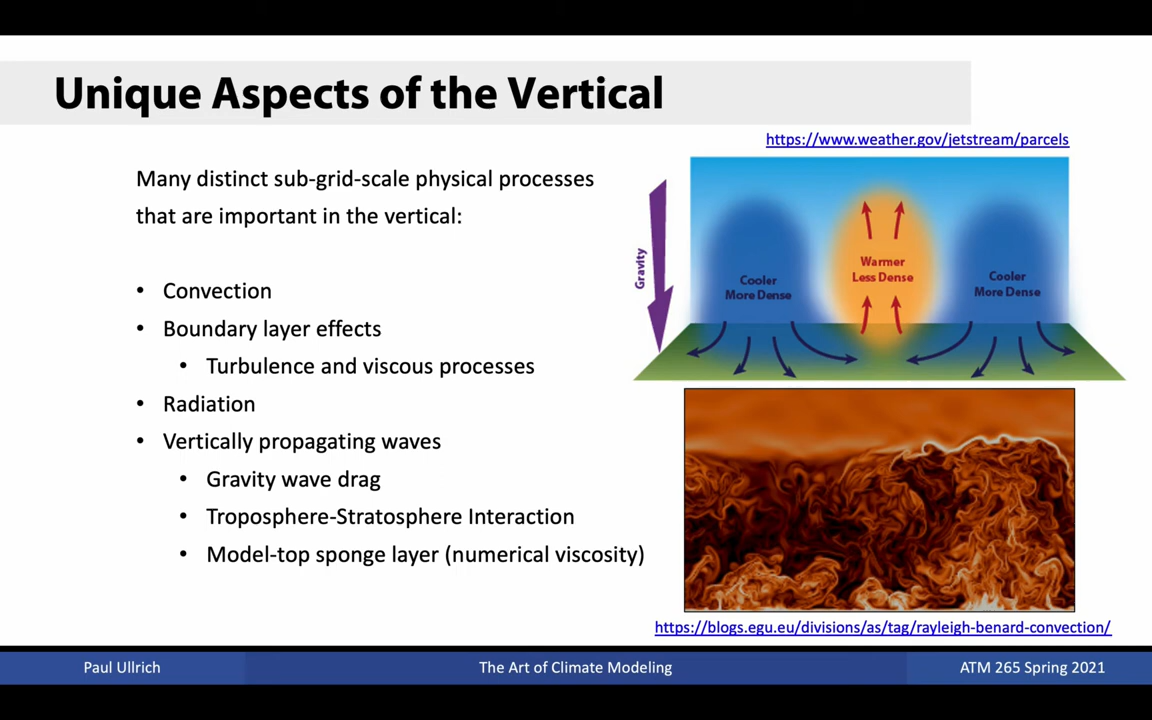 Unique Aspects of the Vertical
https://www.weather.gov/jetstream/parcels
Many distinct sub-grid-scale physical processes
that are important in the vertical:
• Convection
• Boundary layer effects
• Turbulence and viscous processes
• Radiation
• Vertically propagating waves
• Gravity wave drag
• Troposphere-Stratosphere Interaction
• Model-top sponge layer (numerical viscosity)
Gravity
Cooler
More Dense
Warmer
Less Dense
Cooler
More Dense
https://blogs.egu.eu/divisions/as/tag/rayleigh-benard-convection/
Paul Ullrich
The Art of Climate Modeling
ATM 265 Spring 2021